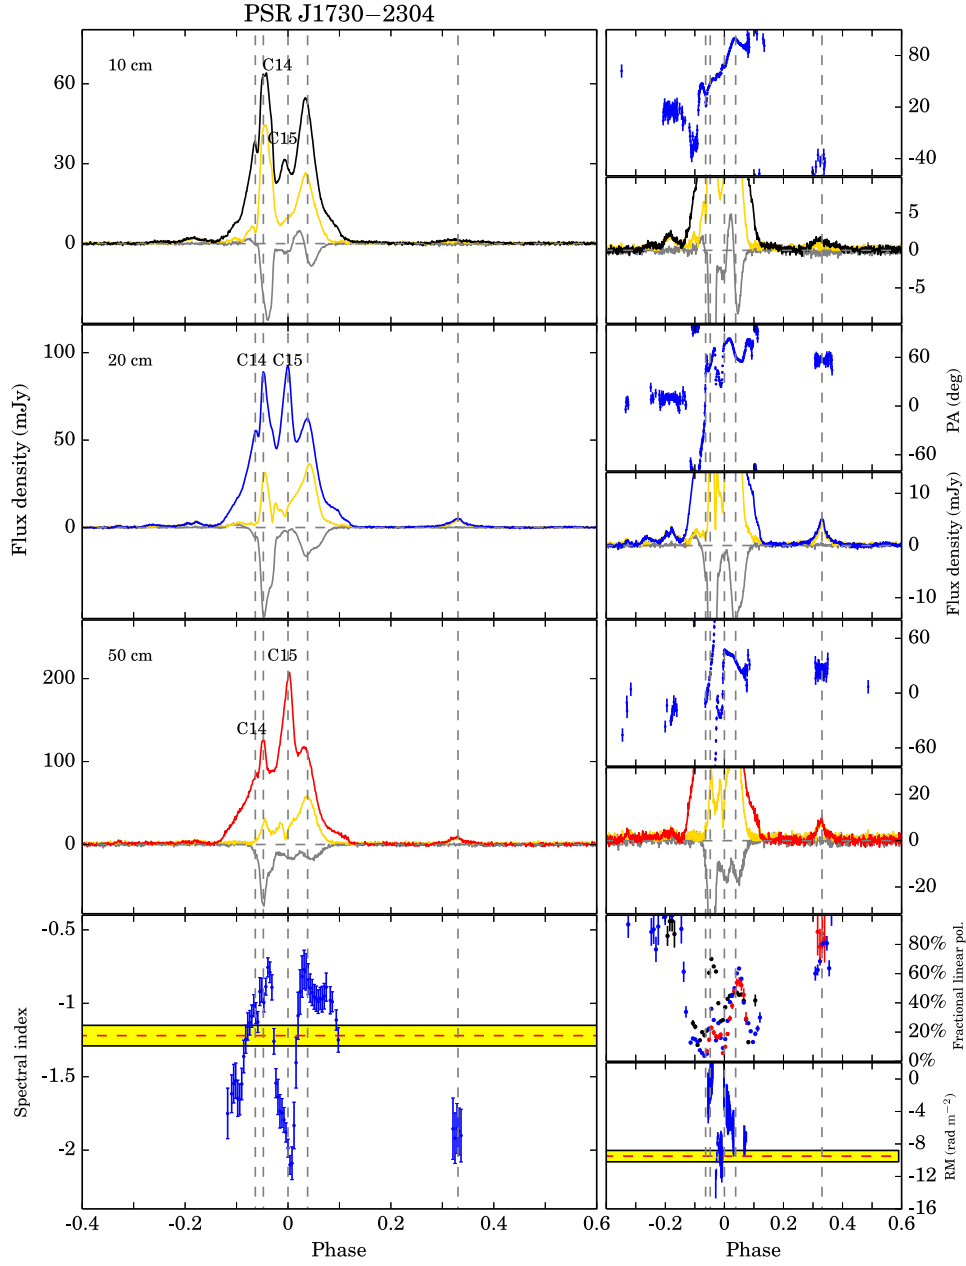 PSR J1730−2304
10 cm
C14
C15
60
30
0
80
20
-40
5
0
-5
20 cm
C14 C15
100
50
0
Flux density (mJy)
60
0
-60
PA (deg)
10
0
-10
Flux density (mJy)
50 cm
C15
C14
200
100
0
60
0
-60
20
0
-20
-0.5
-1
-1.5
-2
Spectral index
80%
60%
40%
20%
0%
Fractional linear pol.
0
-4
-8
-12
-16
RM (rad m−2)
-0.4 -0.2 0 0.2 0.4 0.6
Phase
-0.2 0 0.2 0.4 0.6
Phase